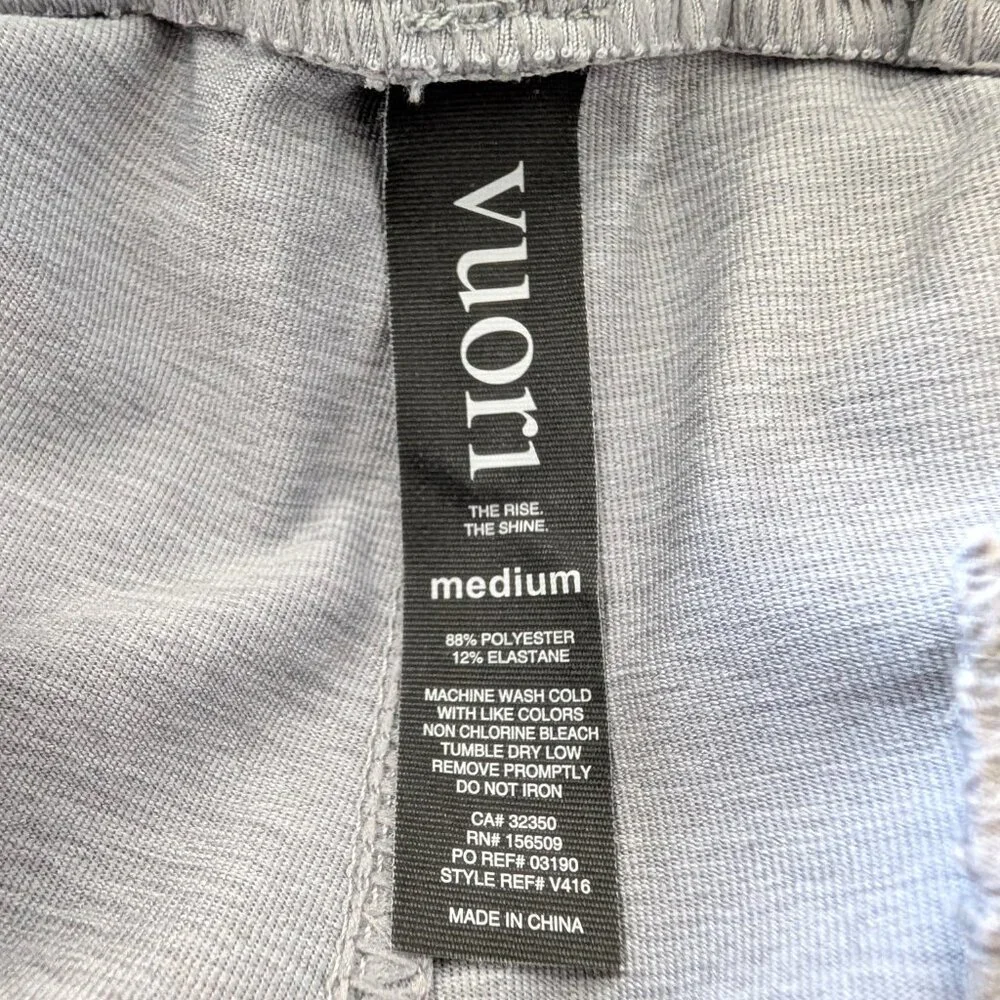 vuori
THE RISE.
THE SHINE.
medium
88% POLYESTER
12% ELASTANE
MACHINE WASH COLD
WITH LIKE COLORS
NON CHLORINE BLEACH
TUMBLE DRY LOW
REMOVE PROMPTLY
DO NOT IRON
CA# 32350
RN# 156509
PO REF# 03190
STYLE REF# V416
MADE IN CHINA